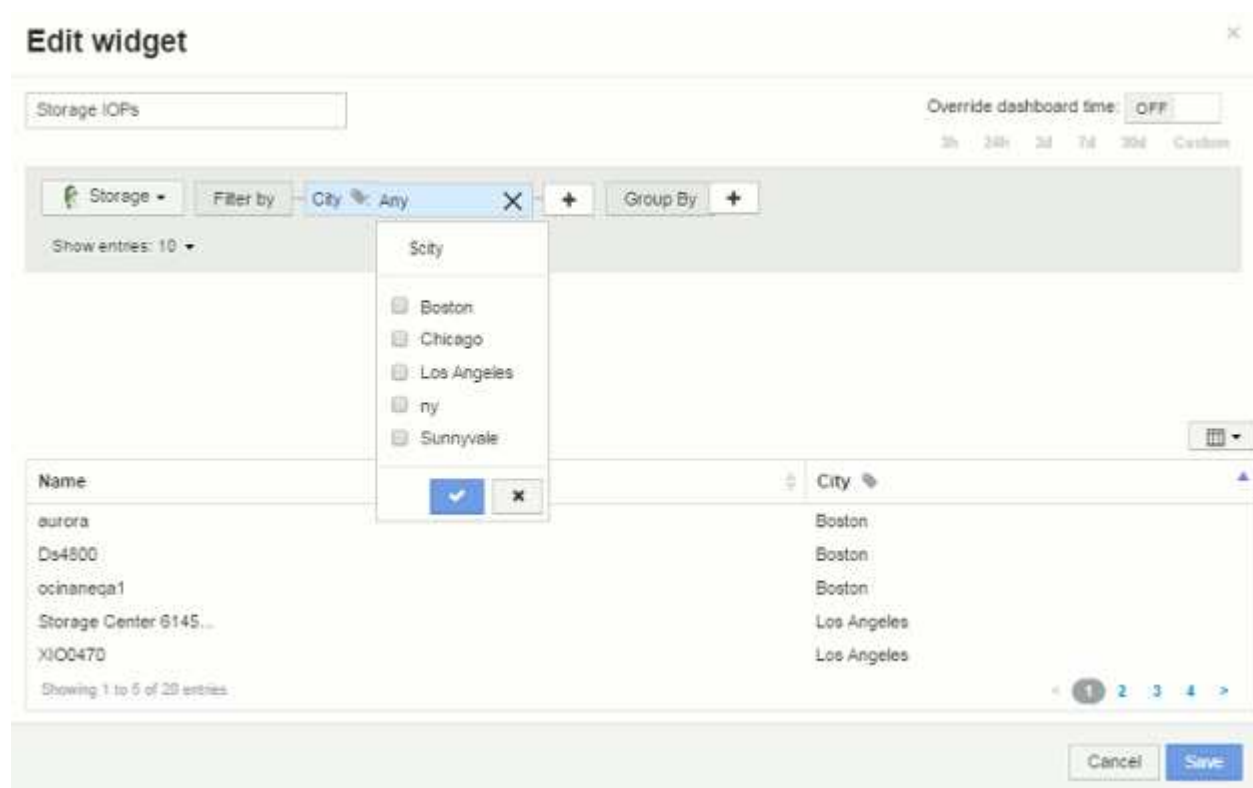 Edit widget
Storage IOPs
Override dashboard time: OFF
3h 24h 3d 7d 30d Custom
Storage Filter by City Any Group By
Show entries: 10
$city
Boston
Chicago
Los Angeles
ny
Sunnyvale
Name City
aurora Boston
Ds4800 Boston
ocinaneqa1 Boston
Storage Center 6145... Los Angeles
XIO0470 Los Angeles
Showing 1 to 5 of 20 entries
< 1 2 3 4 >
Cancel Save